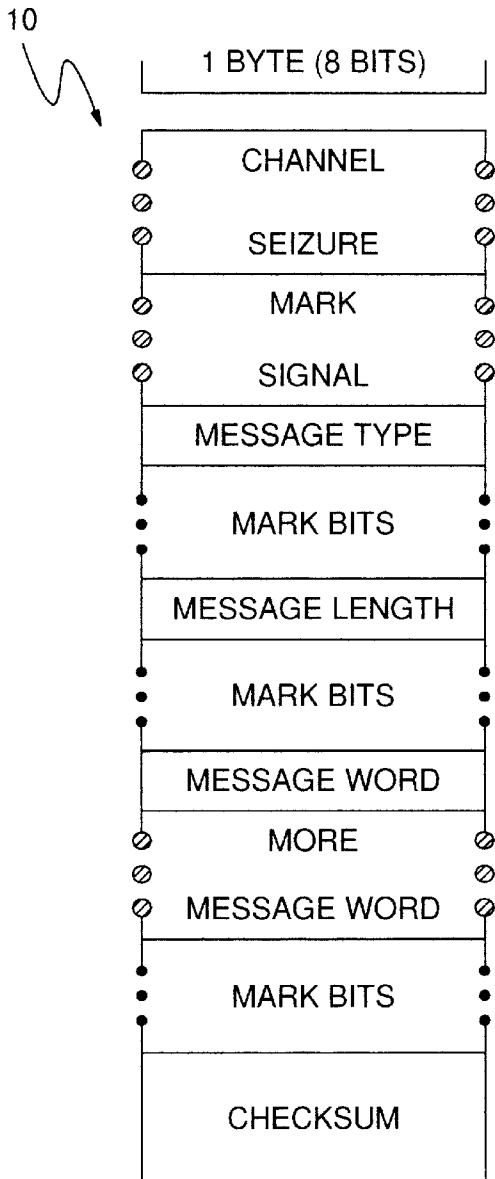 10
1 BYTE (8 BITS)
CHANNEL
SEIZURE
MARK
SIGNAL
MESSAGE TYPE
MARK BITS
MESSAGE LENGTH
MARK BITS
MESSAGE WORD
MORE
MESSAGE WORD
MARK BITS
CHECKSUM